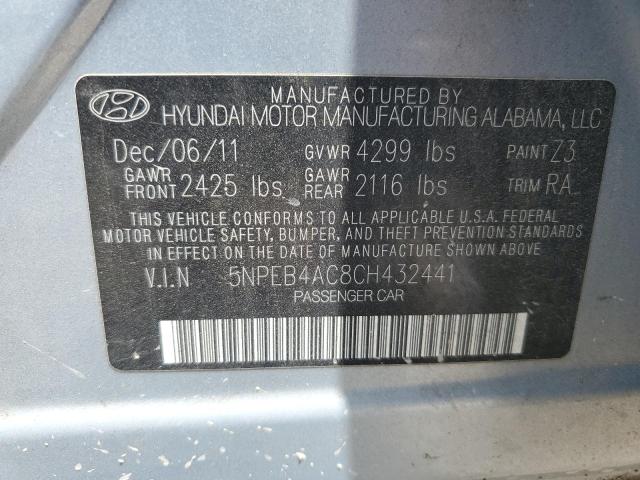 MANUFACTURED BY
HYUNDAI MOTOR MANUFACTURING ALABAMA, LLC
Dec/06/11 GVWR 4299 lbs PAINT Z3
GAWR FRONT 2425 lbs GAWR REAR 2116 lbs TRIM RA
THIS VEHICLE CONFORMS TO ALL APPLICABLE U.S.A. FEDERAL
MOTOR VEHICLE SAFETY, BUMPER, AND THEFT PREVENTION STANDARDS
IN EFFECT ON THE DATE OF MANUFACTURE SHOWN ABOVE.
V.I.N 5NPEB4AC8CH432441
PASSENGER CAR